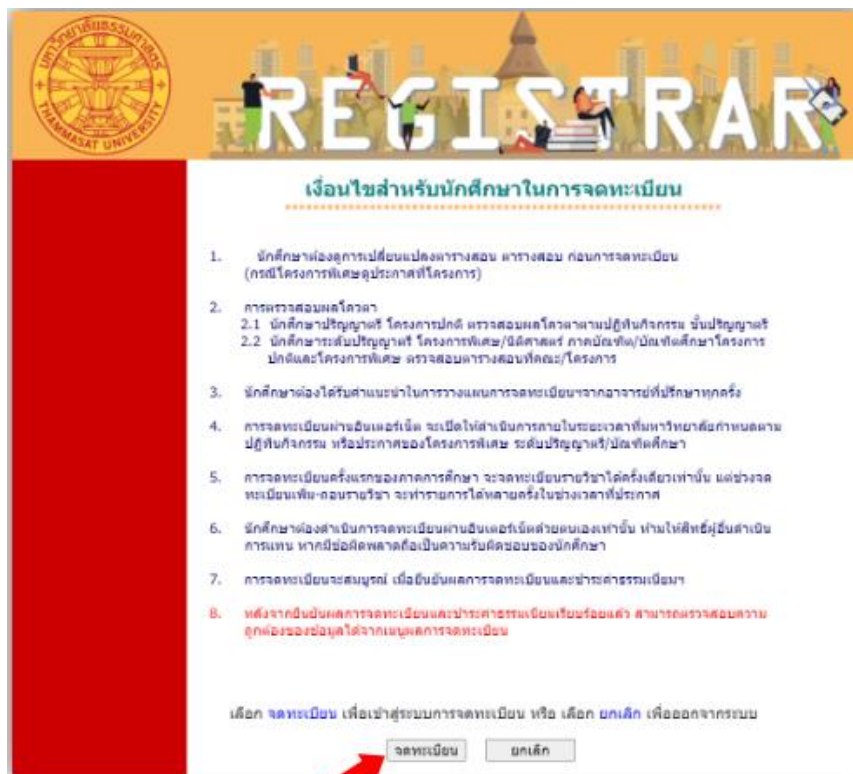 มหาวิทยาลัยธรรมศาสตร์
THAMMASAT UNIVERSITY
REGISTRAR
เงื่อนไขสำหรับนักศึกษาในการจดทะเบียน
1. นักศึกษาต้องดูการเปลี่ยนแปลงตารางสอน ตารางสอบ ก่อนการจดทะเบียน
(กรณีโครงการพิเศษดูประกาศที่โครงการ)
2. การตรวจสอบผลโควตา
2.1 นักศึกษาปริญญาตรี โครงการปกติ ตรวจสอบผลโควตาตามปฏิทินกิจกรรม ชั้นปริญญาตรี
2.2 นักศึกษาระดับปริญญาตรี โครงการพิเศษ/นิติศาสตร์ ภาคบัณฑิต/บัณฑิตศึกษาโครงการ
ปกติและโครงการพิเศษ ตรวจสอบตารางสอบที่คณะ/โครงการ
3. นักศึกษาต้องได้รับคำแนะนำในการวางแผนการจดทะเบียนฯจากอาจารย์ที่ปรึกษาทุกครั้ง
4. การจดทะเบียนผ่านอินเตอร์เน็ต จะเปิดให้ดำเนินการภายในระยะเวลาที่มหาวิทยาลัยกำหนดตาม
ปฏิทินกิจกรรม หรือประกาศของโครงการพิเศษ ระดับปริญญาตรี/บัณฑิตศึกษา
5. การจดทะเบียนครั้งแรกของภาคการศึกษา จะจดทะเบียนรายวิชาได้ครั้งเดียวเท่านั้น แต่ช่วงจด
ทะเบียนเพิ่ม-ถอนรายวิชา จะทำรายการได้หลายครั้งในช่วงเวลาที่ประกาศ
6. นักศึกษาต้องดำเนินการจดทะเบียนผ่านอินเตอร์เน็ตด้วยตนเองเท่านั้น ห้ามให้สิทธิ์ผู้อื่นดำเนิน
การแทน หากมีข้อผิดพลาดถือเป็นความรับผิดชอบของนักศึกษา
7. การจดทะเบียนจะสมบูรณ์ เมื่อยืนยันผลการจดทะเบียนและชำระค่าธรรมเนียมฯ
8. หลังจากยืนยันผลการจดทะเบียนและชำระค่าธรรมเนียมเรียบร้อยแล้ว สามารถตรวจสอบความ
ถูกต้องของข้อมูลได้จากเมนูผลการจดทะเบียน
เลือก จดทะเบียน เพื่อเข้าสู่ระบบการจดทะเบียน หรือ เลือก ยกเลิก เพื่อออกจากระบบ
จดทะเบียน ยกเลิก